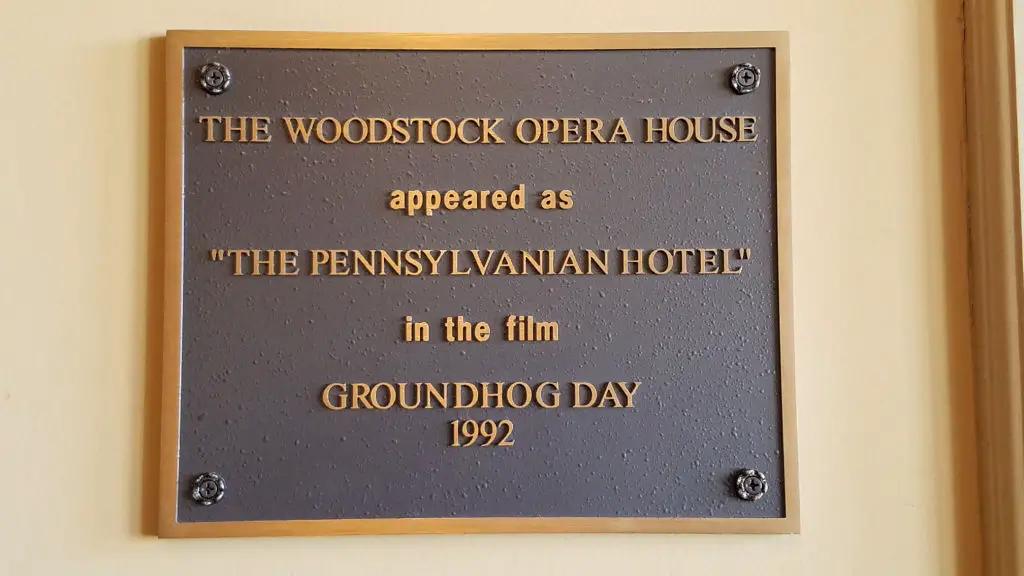 THE WOODSTOCK OPERA HOUSE
appeared as
"THE PENNSYLVANIAN HOTEL"
in the film
GROUNDHOG DAY
1992